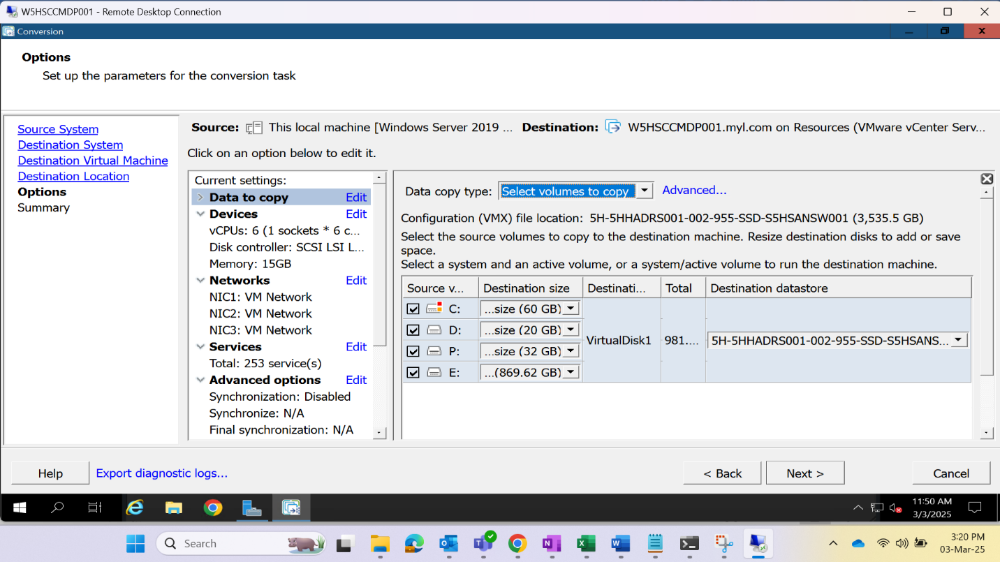 W5HSCCMDP001 - Remote Desktop Connection
Conversion
Options
Set up the parameters for the conversion task
Source System
Destination System
Destination Virtual Machine
Destination Location
Options
Summary
Source: This local machine [Windows Server 2019 ... Destination: W5HSCCMDP001.myl.com on Resources (VMware vCenter Serv...
Click on an option below to edit it.
Current settings:
Data to copy Edit
Devices Edit
vCPUs: 6 (1 sockets * 6 c...
Disk controller: SCSI LSI L...
Memory: 15GB
Networks Edit
NIC1: VM Network
NIC2: VM Network
NIC3: VM Network
Services Edit
Total: 253 service(s)
Advanced options Edit
Synchronization: Disabled
Synchronize: N/A
Final synchronization: N/A
Data copy type: Select volumes to copy Advanced...
Configuration (VMX) file location: 5H-5HHADRS001-002-955-SSD-S5HSANSW001 (3,535.5 GB)
Select the source volumes to copy to the destination machine. Resize destination disks to add or save
space.
Select a system and an active volume, or a system/active volume to run the destination machine.
Source v... Destination size Destinati... Total Destination datastore
C: ...size (60 GB)
D: ...size (20 GB)
VirtualDisk1 981.... 5H-5HHADRS001-002-955-SSD-S5HSANS...
P: ...size (32 GB)
E: ...(869.62 GB)
Help Export diagnostic logs... < Back Next > Cancel
11:50 AM
3/3/2025
Search
3:20 PM
03-Mar-25